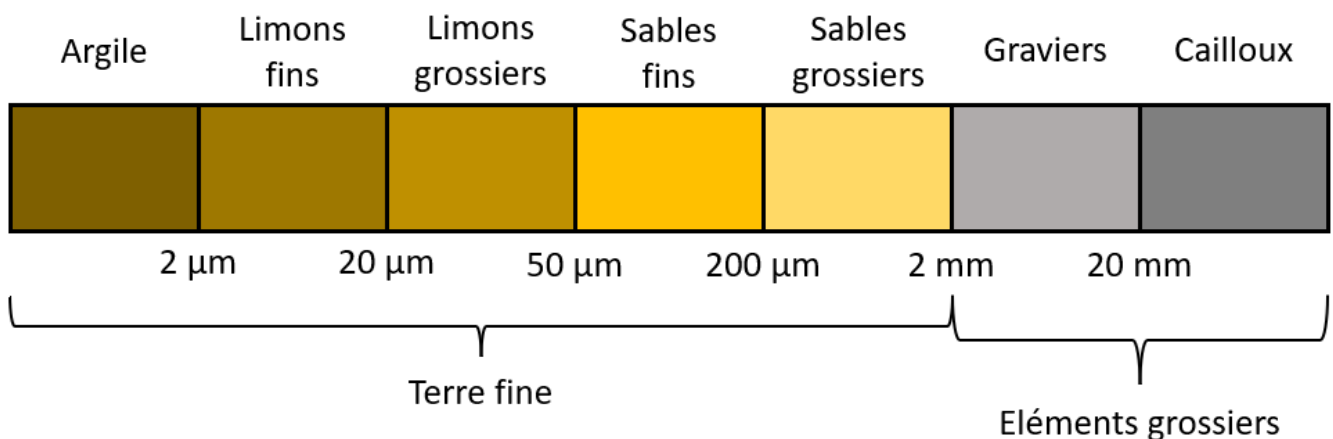 Argile
Limons
fins
Limons
grossiers
Sables
fins
Sables
grossiers
Graviers
Cailloux
2 µm
20 µm
50 µm
200 µm
2 mm
20 mm
Terre fine
Eléments grossiers